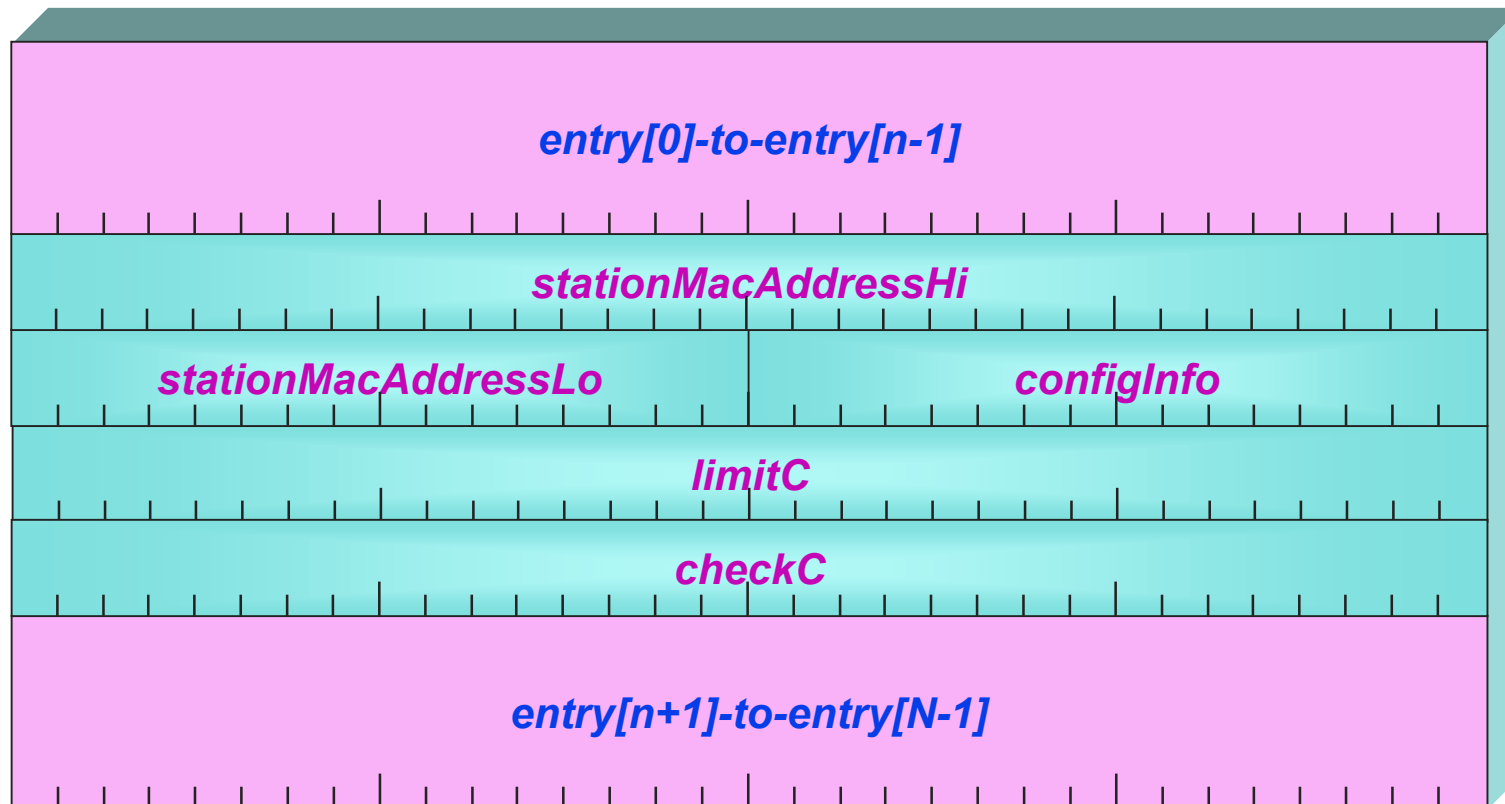 entry[0]-to-entry[n-1]
stationMacAddressHi
stationMacAddressLo configInfo
limitC
checkC
entry[n+1]-to-entry[N-1]